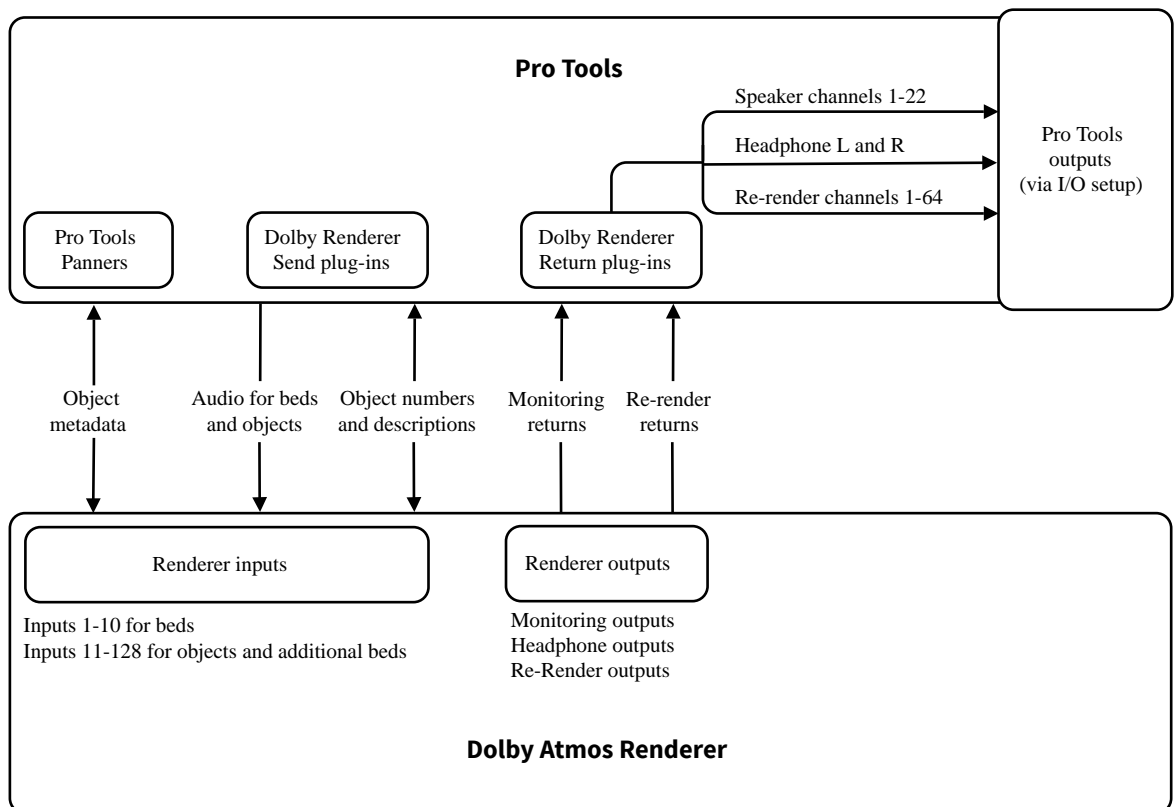 Pro Tools
Speaker channels 1-22
Headphone L and R
Re-render channels 1-64
Pro Tools
outputs
(via I/O setup)
Pro Tools
Panners
Dolby Renderer
Send plug-ins
Dolby Renderer
Return plug-ins
Object
metadata
Audio for beds
and objects
Object numbers
and descriptions
Monitoring
returns
Re-render
returns
Renderer inputs
Renderer outputs
Inputs 1-10 for beds
Inputs 11-128 for objects and additional beds
Monitoring outputs
Headphone outputs
Re-Render outputs
Dolby Atmos Renderer